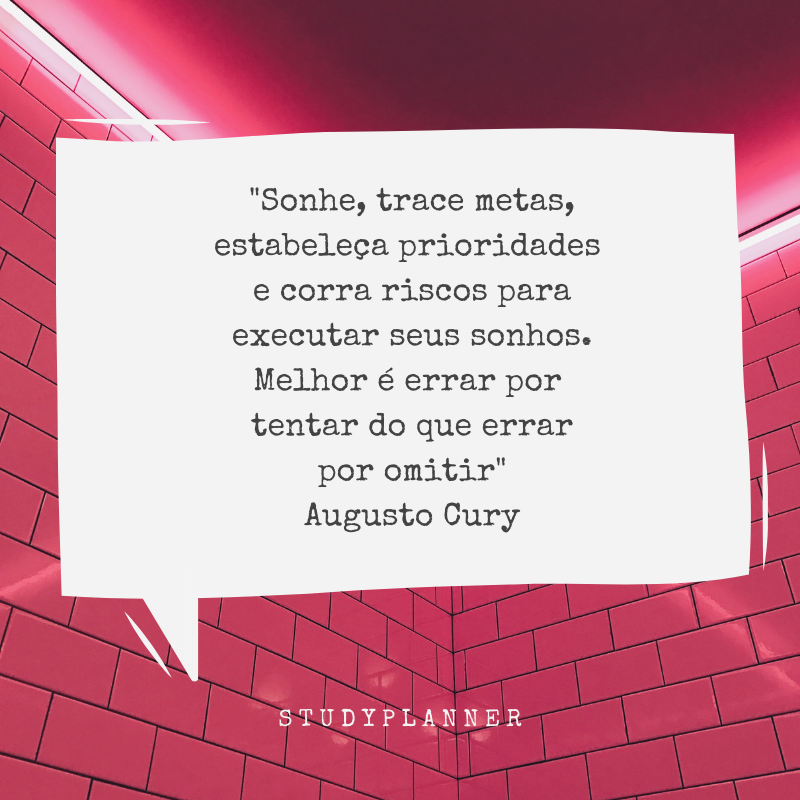 "Sonhe, trace metas,
estabeleça prioridades
e corra riscos para
executar seus sonhos.
Melhor é errar por
tentar do que errar
por omitir"
Augusto Cury
STUDYPLANNER